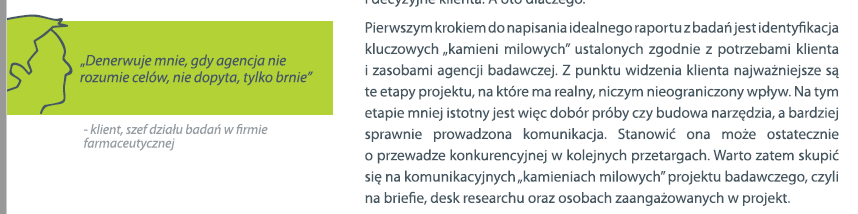 i decyzyjne klienta. A oto dlaczego.
„Denerwuje mnie, gdy agencja nie
rozumie celów, nie dopyta, tylko brnie”
- klient, szef działu badań w firmie
farmaceutycznej
Pierwszym krokiem do napisania idealnego raportu z badań jest identyfikacja
kluczowych „kamieni milowych” ustalonych zgodnie z potrzebami klienta
i zasobami agencji badawczej. Z punktu widzenia klienta najważniejsze są
te etapy projektu, na które ma realny, niczym nieograniczony wpływ. Na tym
etapie mniej istotny jest więc dobór próby czy budowa narzędzia, a bardziej
sprawnie prowadzona komunikacja. Stanowić ona może ostatecznie
o przewadze konkurencyjnej w kolejnych przetargach. Warto zatem skupić
się na komunikacyjnych „kamieniach milowych” projektu badawczego, czyli
na briefie, desk researchu oraz osobach zaangażowanych w projekt.